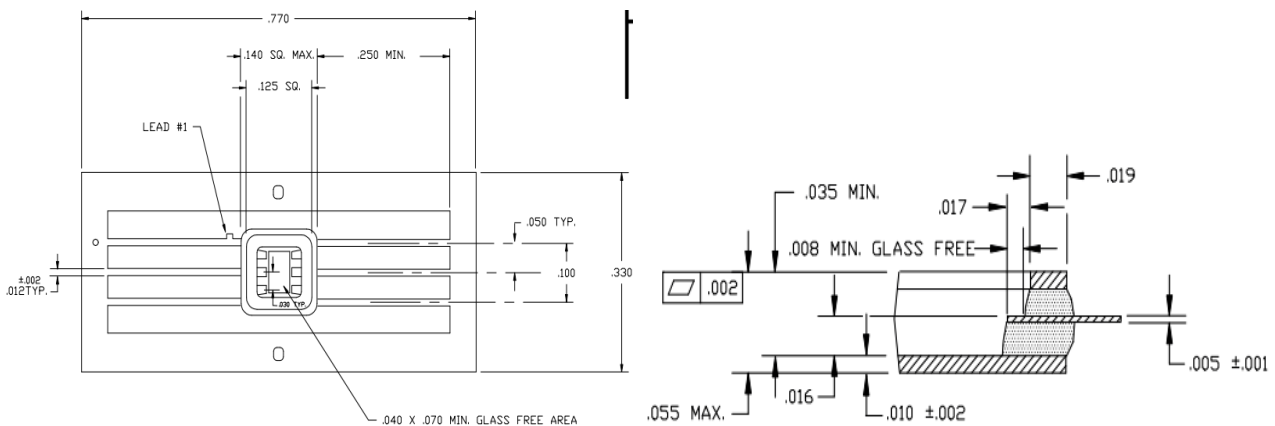 .770
.140 SQ. MAX.
.250 MIN.
.125 SQ.
LEAD #1
.050 TYP.
.100
.330
±.002
.012TYP.
.030 TYP.
.040 X .070 MIN. GLASS FREE AREA
.035 MIN.
.019
.017
.008 MIN. GLASS FREE
.002
.005 ±.001
.016
.055 MAX.
.010 ±.002